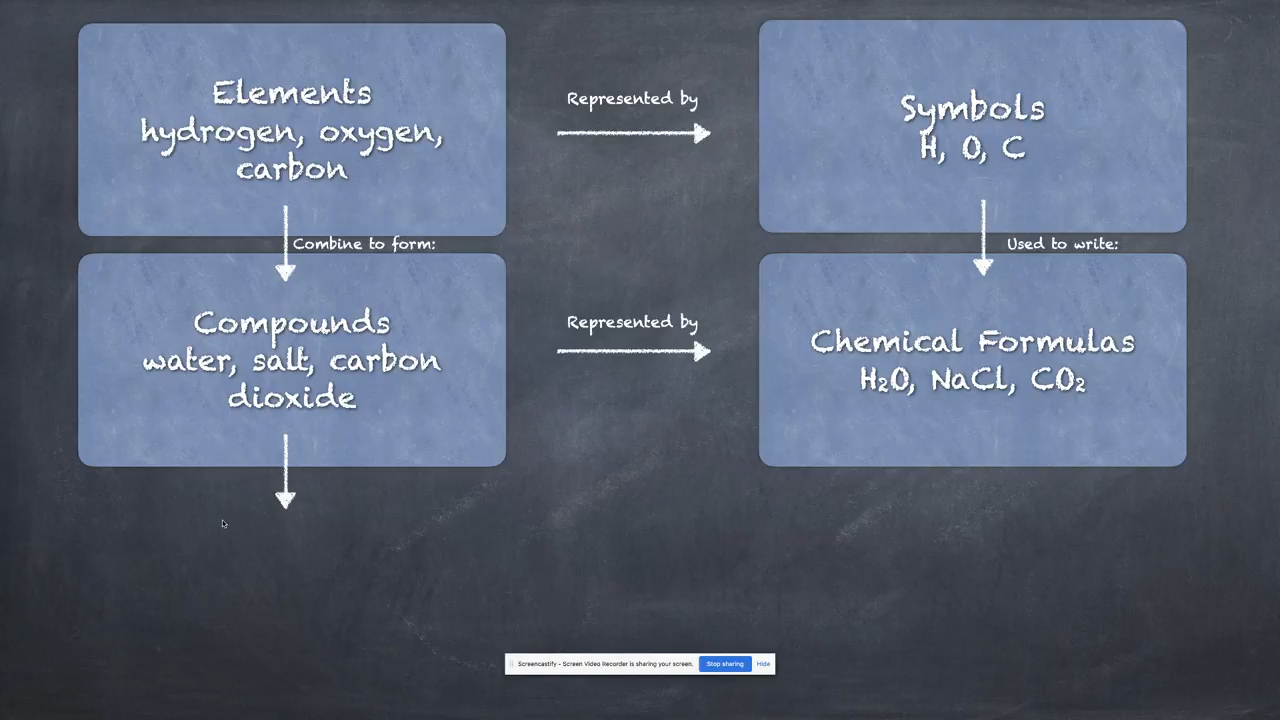 Elements
hydrogen, oxygen,
carbon
Represented by
Symbols
H, O, C
Combine to form:
Used to write:
Compounds
water, salt, carbon
dioxide
Represented by
Chemical Formulas
H₂O, NaCl, CO₂
Screencastify - Screen Video Recorder is sharing your screen.
Stop sharing
Hide